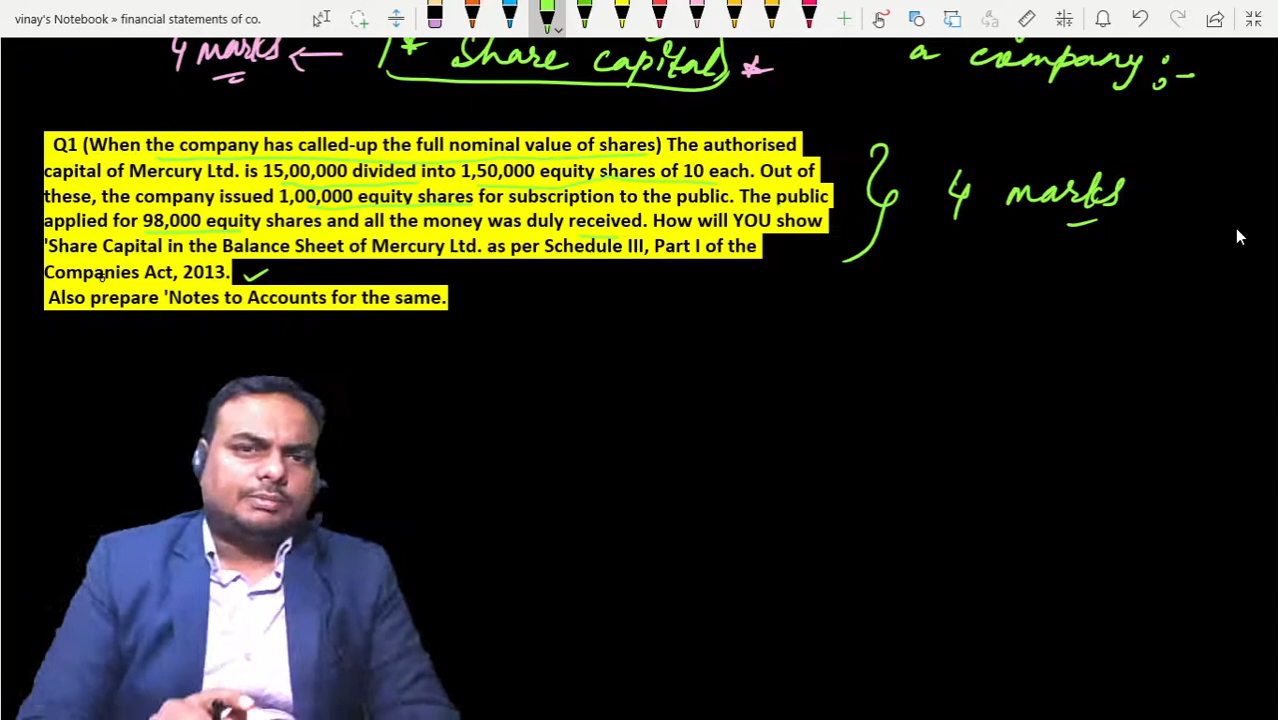 vinay's Notebook » financial statements of co.
4 marks ← * Share capital * a company :-
Q1 (When the company has called-up the full nominal value of shares) The authorised
capital of Mercury Ltd. is 15,00,000 divided into 1,50,000 equity shares of 10 each. Out of
these, the company issued 1,00,000 equity shares for subscription to the public. The public
applied for 98,000 equity shares and all the money was duly received. How will YOU show
'Share Capital in the Balance Sheet of Mercury Ltd. as per Schedule III, Part I of the
Companies Act, 2013.
Also prepare 'Notes to Accounts for the same.
4 marks